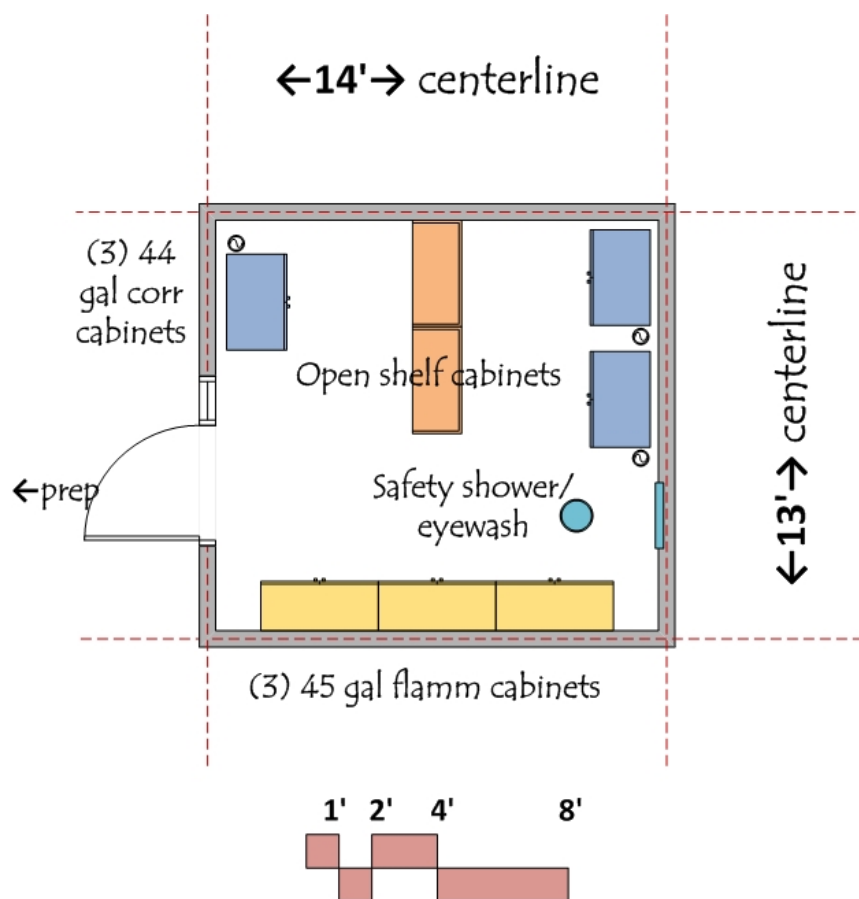 ←14'→ centerline
(3) 44
gal corr
cabinets
Open shelf cabinets
←13'→ centerline
←prep
Safety shower/
eyewash
(3) 45 gal flamm cabinets
1' 2' 4' 8'